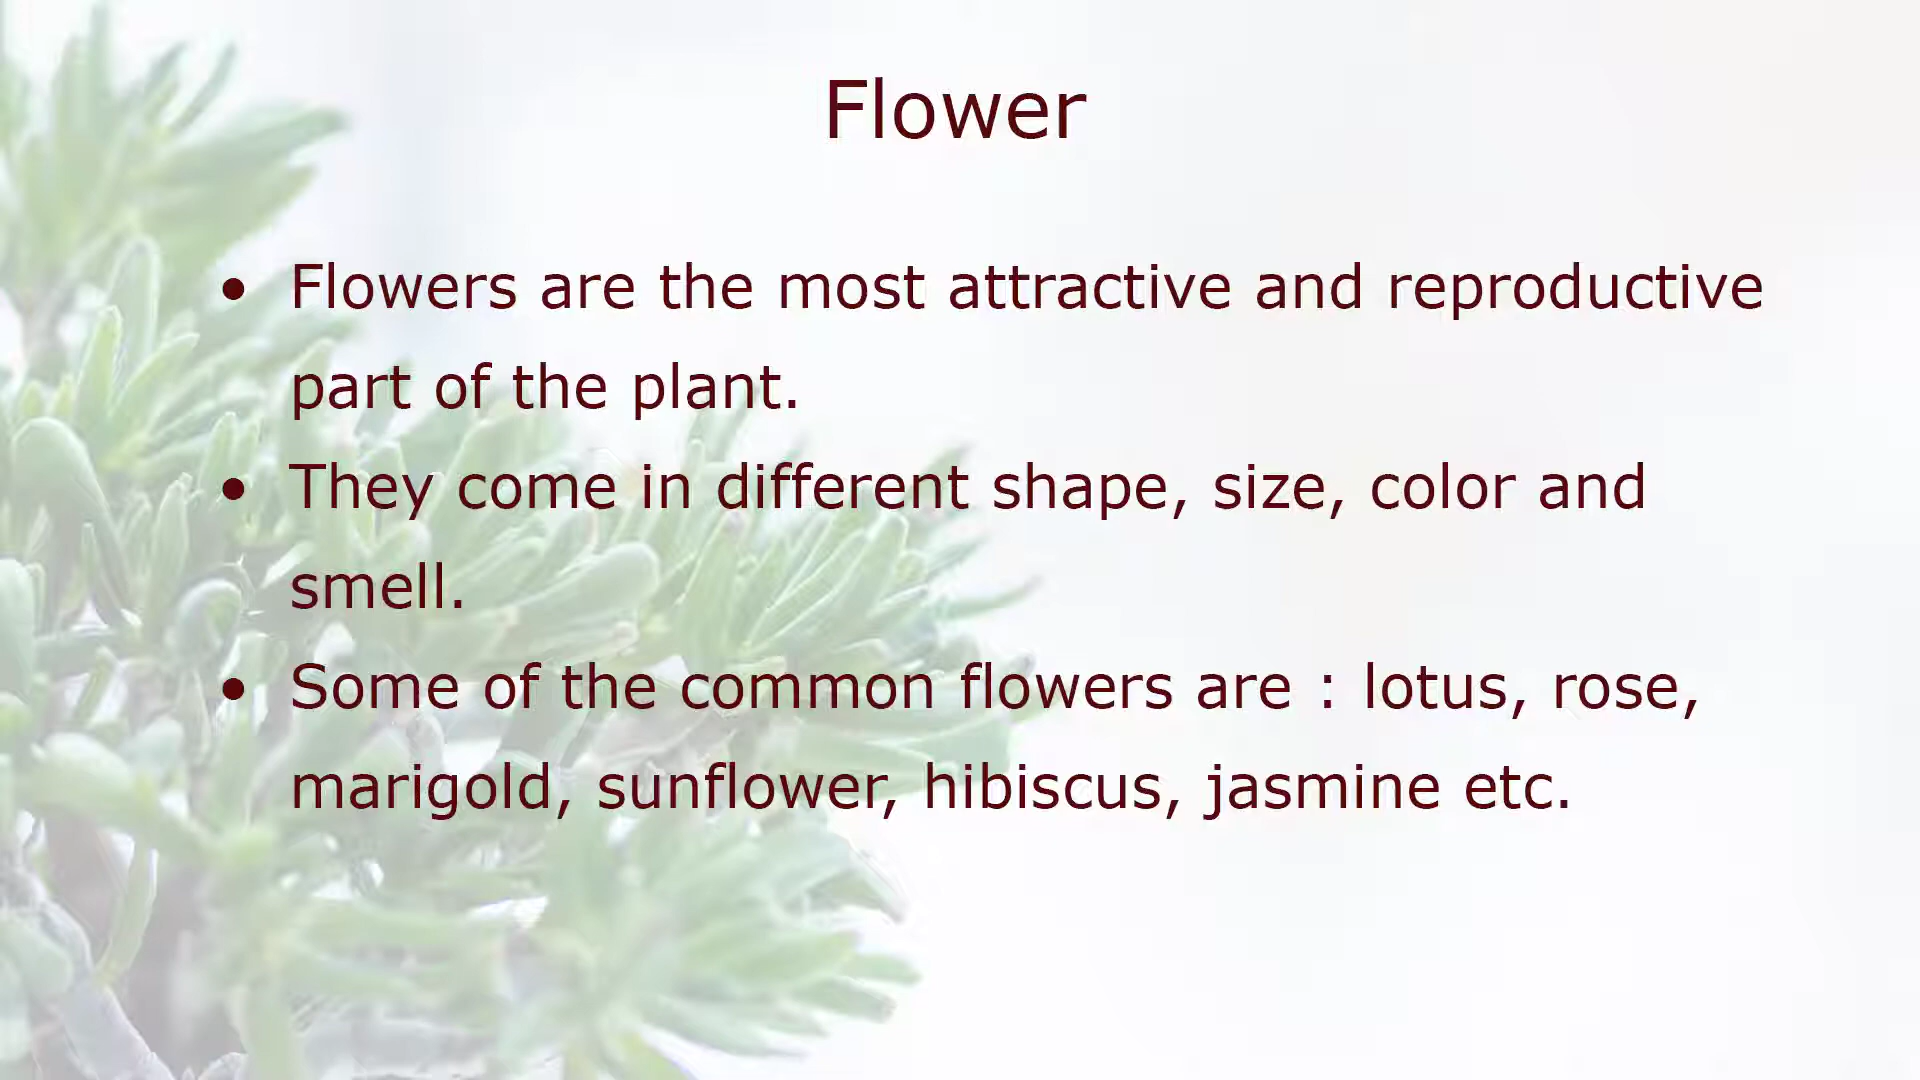 Flower
• Flowers are the most attractive and reproductive
part of the plant.
• They come in different shape, size, color and
smell.
• Some of the common flowers are : lotus, rose,
marigold, sunflower, hibiscus, jasmine etc.